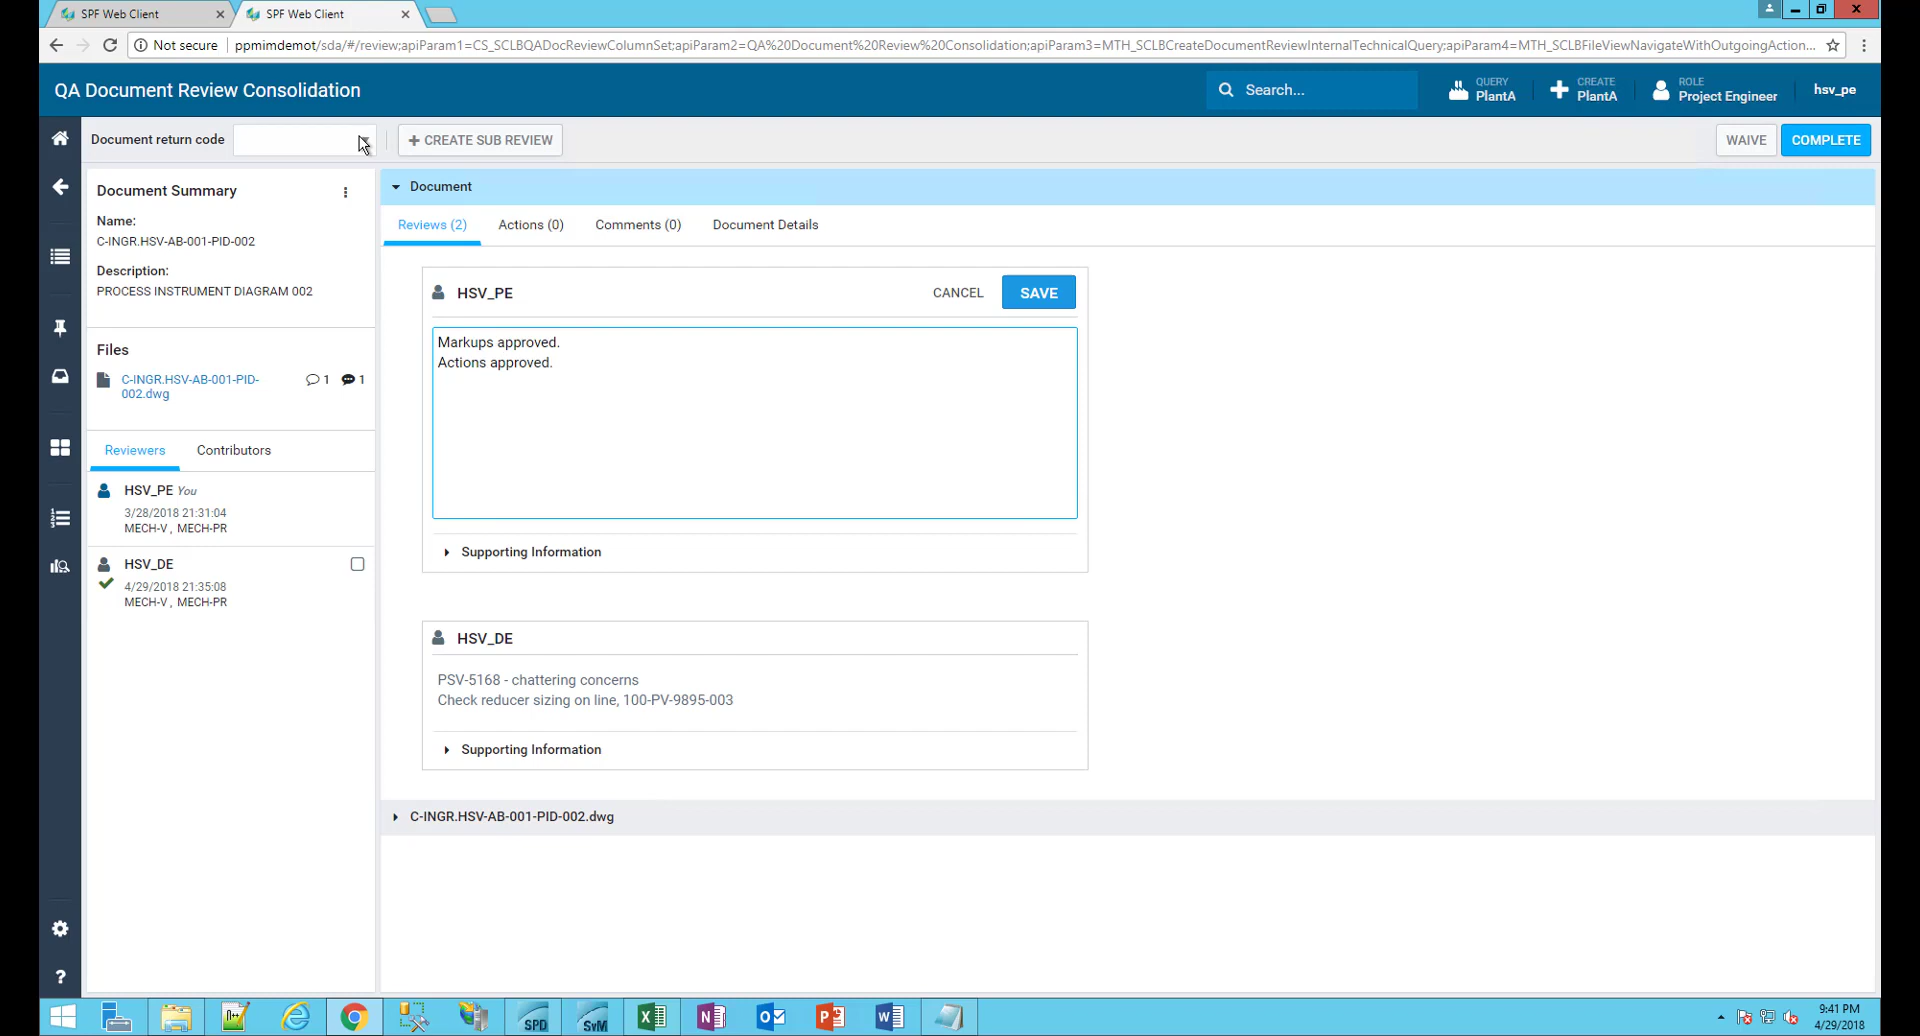 SPF Web Client
SPF Web Client
Not secure ppmimdemot/sda/#/review;apiParam1=CS_SCLBQADocReviewColumnSet;apiParam2=QA%20Document%20Review%20Consolidation;apiParam3=MTH_SCLBCreateDocumentReviewInternalTechnicalQuery;apiParam4=MTH_SCLBFileViewNavigateWithOutgoingAction...
QA Document Review Consolidation
Search...
QUERY
PlantA
CREATE
PlantA
ROLE
Project Engineer
hsv_pe
Document return code
CREATE SUB REVIEW
WAIVE
COMPLETE
Document Summary
Name:
C-INGR.HSV-AB-001-PID-002
Description:
PROCESS INSTRUMENT DIAGRAM 002
Files
C-INGR.HSV-AB-001-PID-
002.dwg
1 1
Reviewers Contributors
HSV_PE You
3/28/2018 21:31:04
MECH-V , MECH-PR
HSV_DE
4/29/2018 21:35:08
MECH-V , MECH-PR
Document
Reviews (2) Actions (0) Comments (0) Document Details
HSV_PE CANCEL SAVE
Markups approved.
Actions approved.
Supporting Information
HSV_DE
PSV-5168 - chattering concerns
Check reducer sizing on line, 100-PV-9895-003
Supporting Information
C-INGR.HSV-AB-001-PID-002.dwg
?
SPD SvM
9:41 PM
4/29/2018